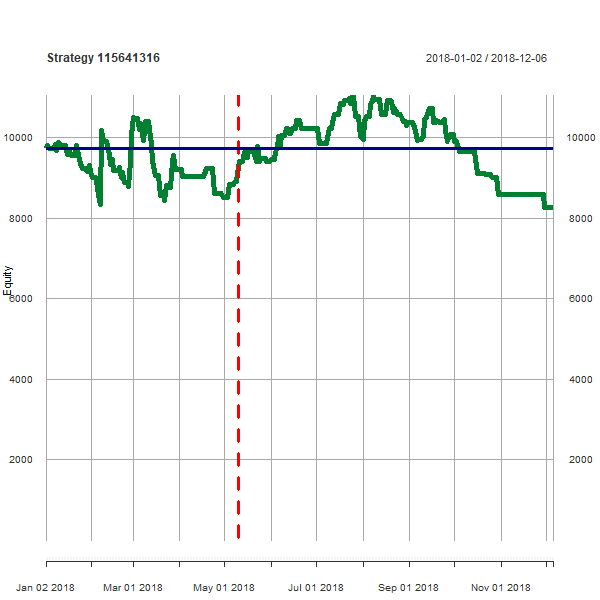 Strategy 115641316
2018-01-02 / 2018-12-06
10000
10000
8000
8000
Equity
6000
6000
4000
4000
2000
2000
Jan 02 2018
Mar 01 2018
May 01 2018
Jul 01 2018
Sep 01 2018
Nov 01 2018